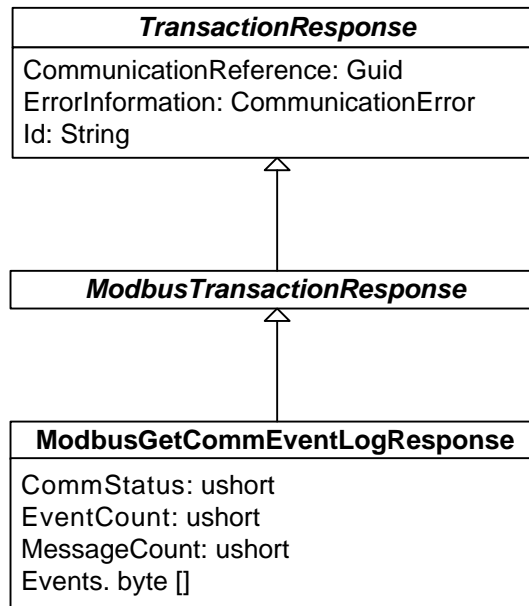 TransactionResponse
CommunicationReference: Guid
ErrorInformation: CommunicationError
Id: String
ModbusTransactionResponse
ModbusGetCommEventLogResponse
CommStatus: ushort
EventCount: ushort
MessageCount: ushort
Events. byte []